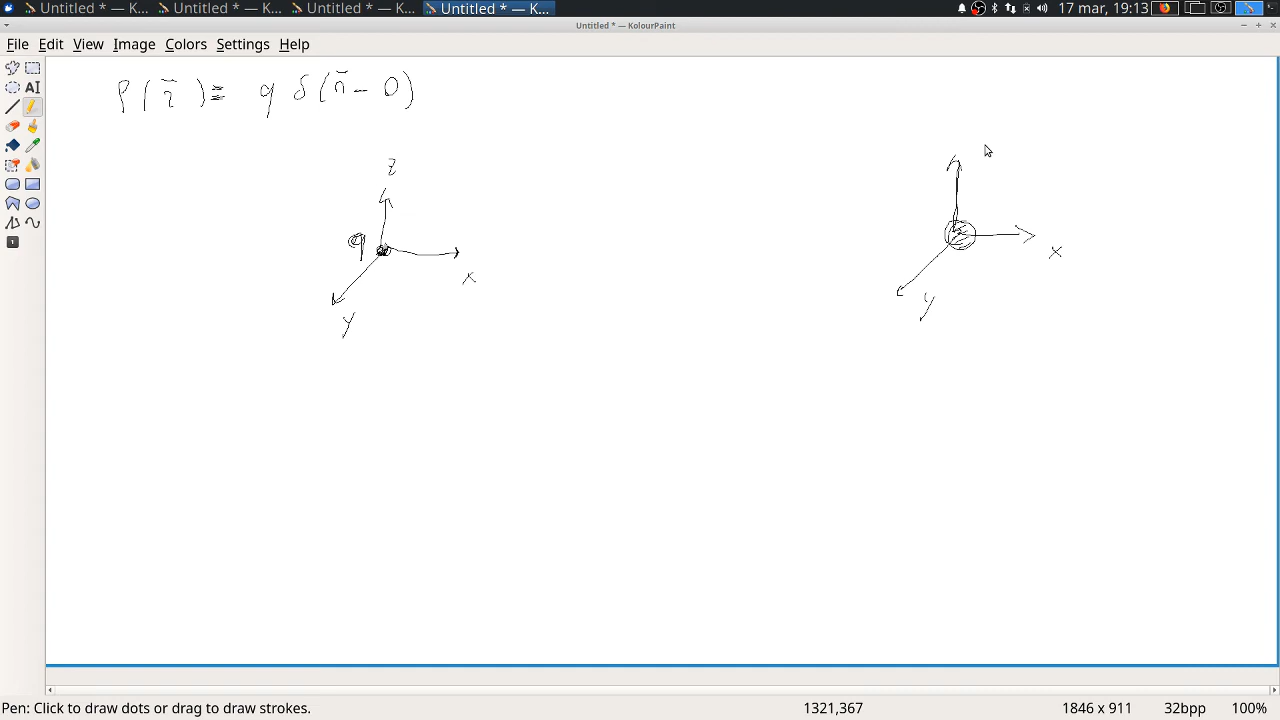 Untitled * — K... Untitled * — K... Untitled * — K... Untitled * — K... 17 mar, 19:13
Untitled * — KolourPaint
File Edit View Image Colors Settings Help
ρ(r̄) = q δ(r̄ - 0)
z
q
x
y
x
y
Pen: Click to draw dots or drag to draw strokes. 1321,367 1846 x 911 32bpp 100%